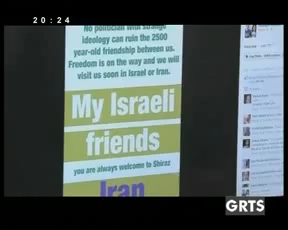 20:24
No politician with strange
ideology can ruin the 2500
year-old friendship between us.
Freedom is on the way and we will
visit us soon in Israel or Iran.
My Israeli
friends
you are always welcome to Shiraz
Iran
GRTS